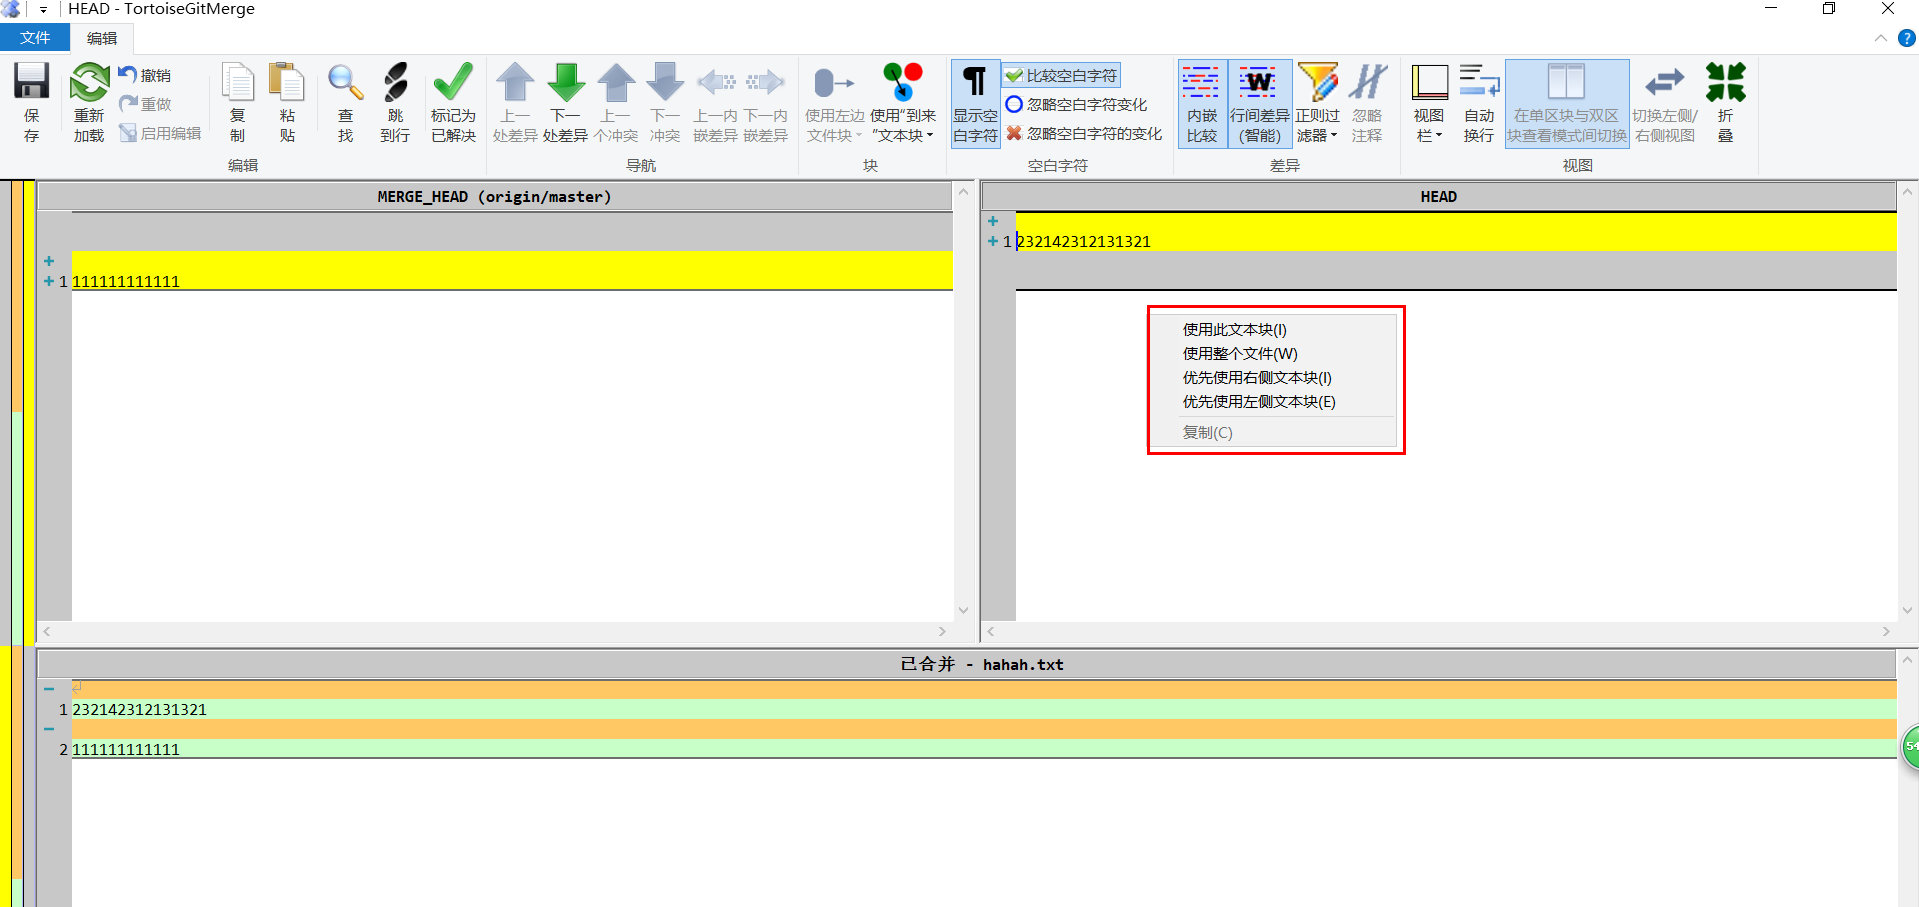 HEAD - TortoiseGitMerge
文件
编辑
保存
重新加载
撤销
重做
启用编辑
复制
粘贴
查找
跳到行
标记为已解决
上一处差异
下一处差异
上一个冲突
下一冲突
上一内嵌差异
下一内嵌差异
使用左边文件块
使用“到来”文本块
显示空白字符
比较空白字符
忽略空白字符变化
忽略空白字符的变化
内嵌比较
行间差异(智能)
正则过滤器
忽略注释
视图栏
自动换行
在单区块与双区块查看模式间切换
切换左侧/右侧视图
折叠
编辑
导航
块
空白字符
差异
视图
MERGE_HEAD (origin/master)
1 111111111111
HEAD
1 232142312131321
使用此文本块(I)
使用整个文件(W)
优先使用右侧文本块(I)
优先使用左侧文本块(E)
复制(C)
已合并 - hahah.txt
1 232142312131321
2 111111111111